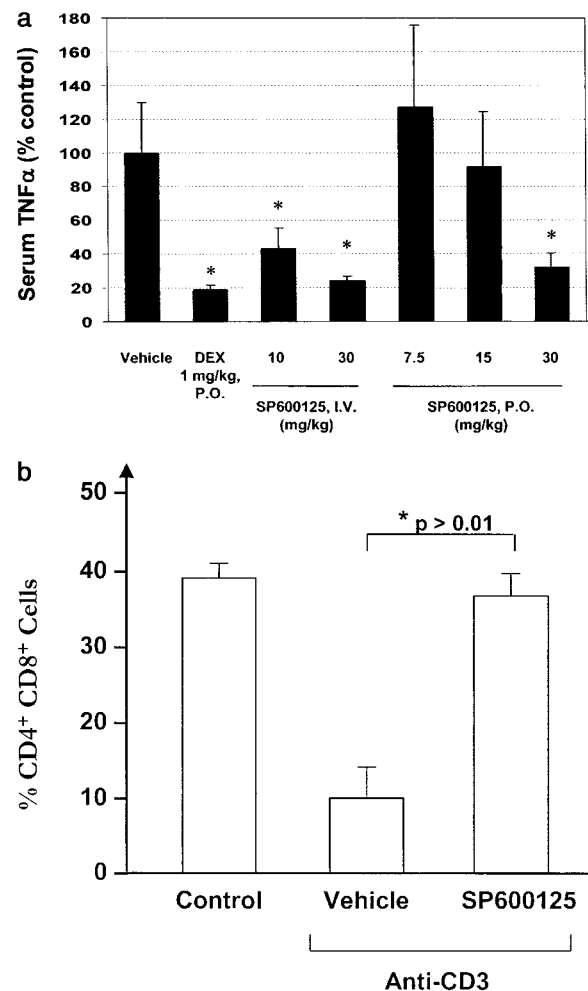 a
Serum TNFα (% control)
180
160
140
120
100
80
60
40
20
0
*
*
*
*
Vehicle
DEX
1 mg/kg,
P.O.
10
30
7.5
15
30
SP600125, I.V.
(mg/kg)
SP600125, P.O.
(mg/kg)
b
% CD4⁺ CD8⁺ Cells
50
40
30
20
10
0
* p > 0.01
Control
Vehicle
SP600125
Anti-CD3